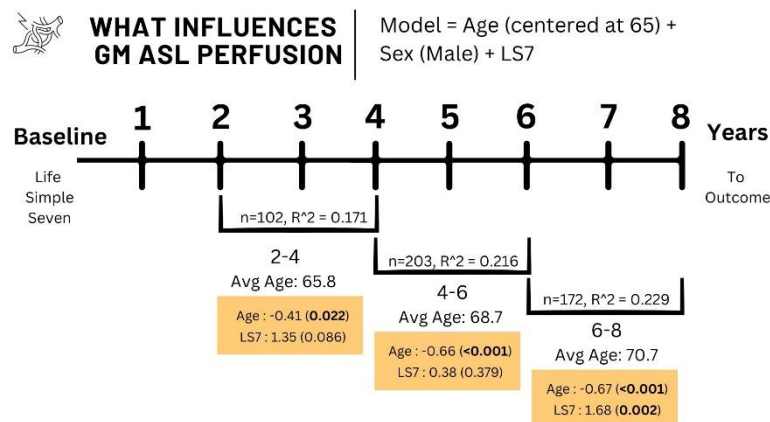 WHAT INFLUENCES
GM ASL PERFUSION
Model = Age (centered at 65) +
Sex (Male) + LS7
Baseline
1 2 3 4 5 6 7 8
Years
Life
Simple
Seven
To
Outcome
n=102, R^2 = 0.171
2-4
Avg Age: 65.8
Age : -0.41 (0.022)
LS7 : 1.35 (0.086)
n=203, R^2 = 0.216
4-6
Avg Age: 68.7
Age : -0.66 (<0.001)
LS7 : 0.38 (0.379)
n=172, R^2 = 0.229
6-8
Avg Age: 70.7
Age : -0.67 (<0.001)
LS7 : 1.68 (0.002)